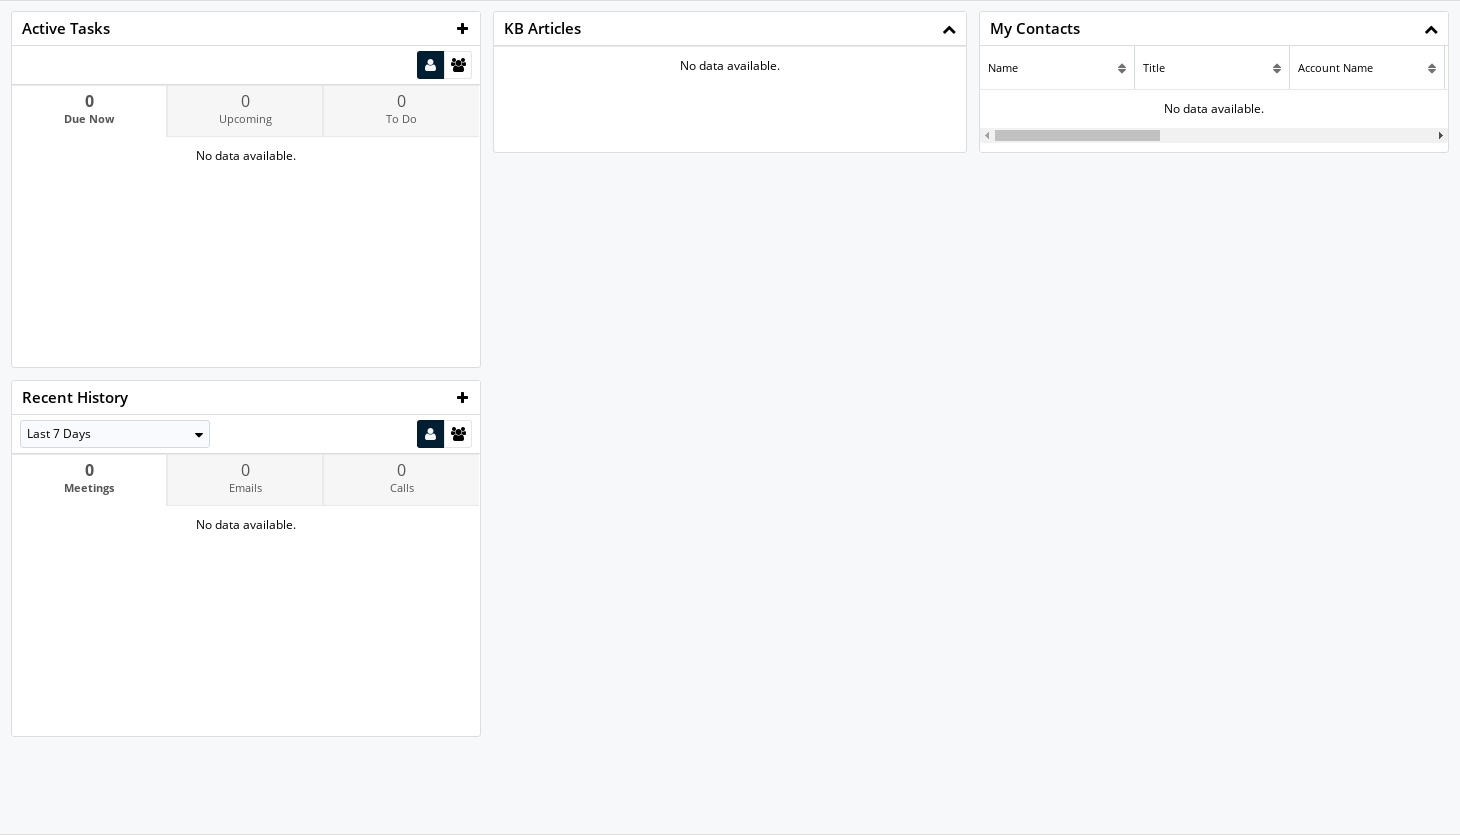 Active Tasks
0
Due Now
0
Upcoming
0
To Do
No data available.
Recent History
Last 7 Days
0
Meetings
0
Emails
0
Calls
No data available.
KB Articles
No data available.
My Contacts
Name
Title
Account Name
No data available.